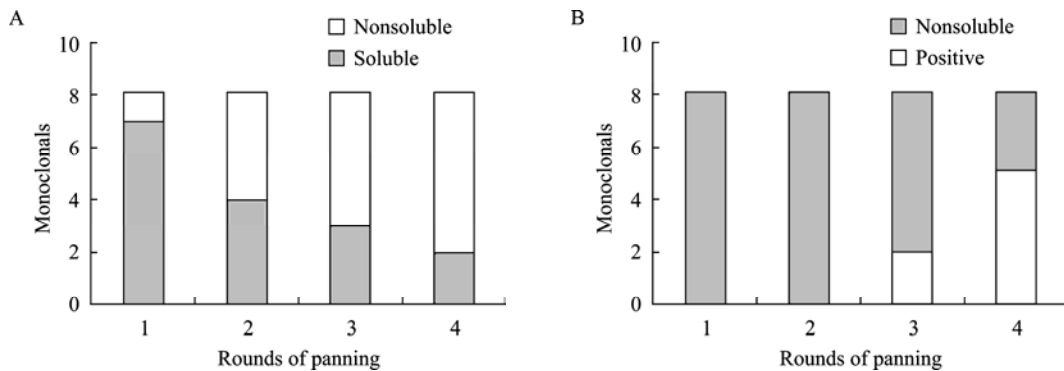 A
Nonsoluble
Soluble
10
8
6
4
2
0
Monoclonals
1 2 3 4
Rounds of panning
B
Nonsoluble
Positive
10
8
6
4
2
0
Monoclonals
1 2 3 4
Rounds of panning